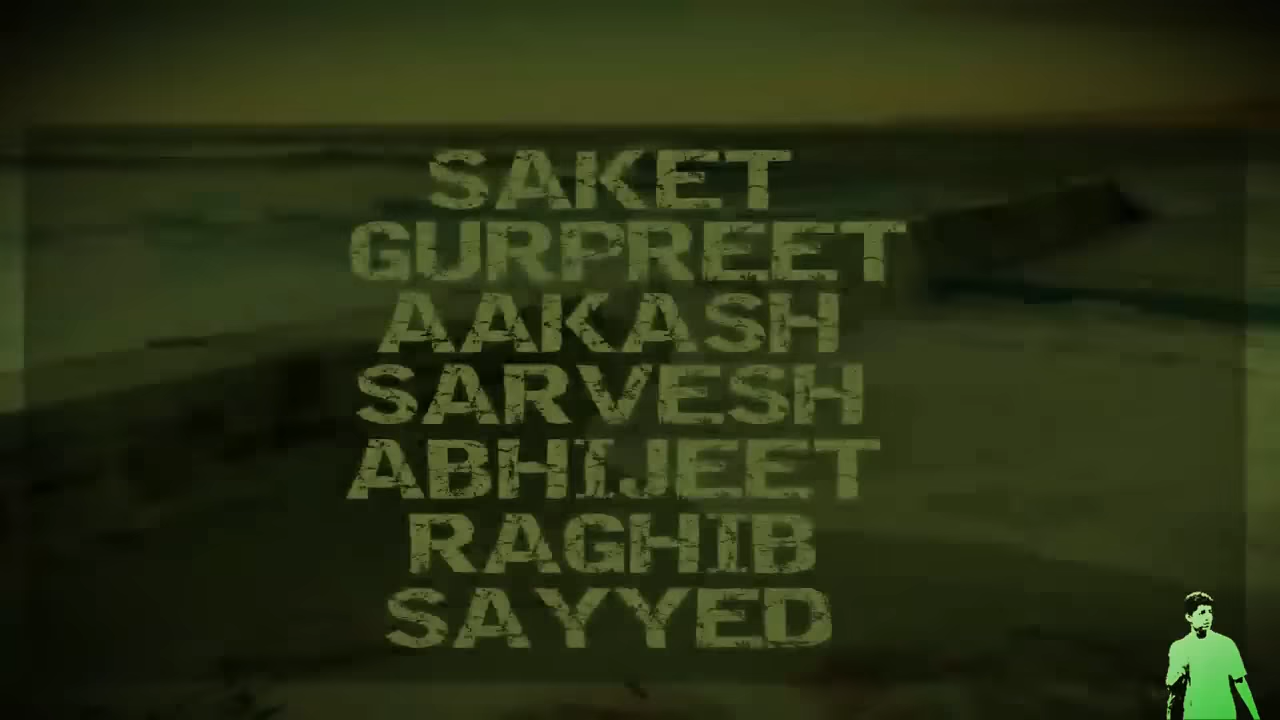 SAKET
GURPREET
AAKASH
SARVESH
ABHIJEET
RAGHIB
SAYYED